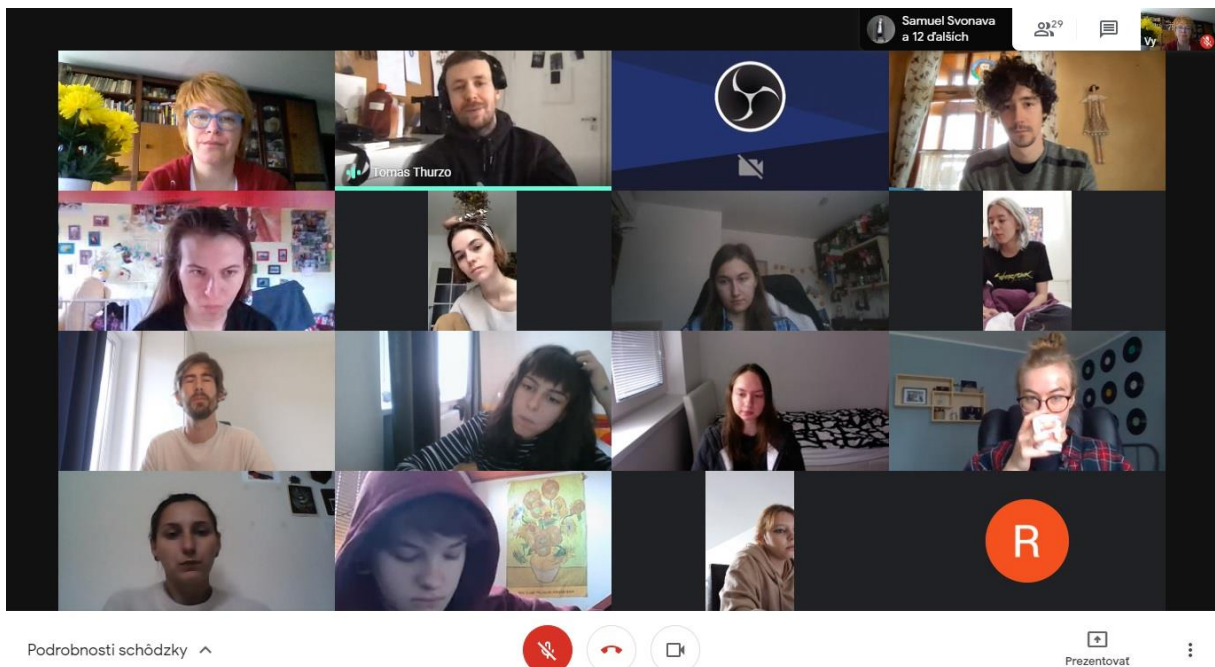 Samuel Svonava
a 12 ďalších
29
Vy
Tomas Thurzo
R
Podrobnosti schôdzky
Prezentovať